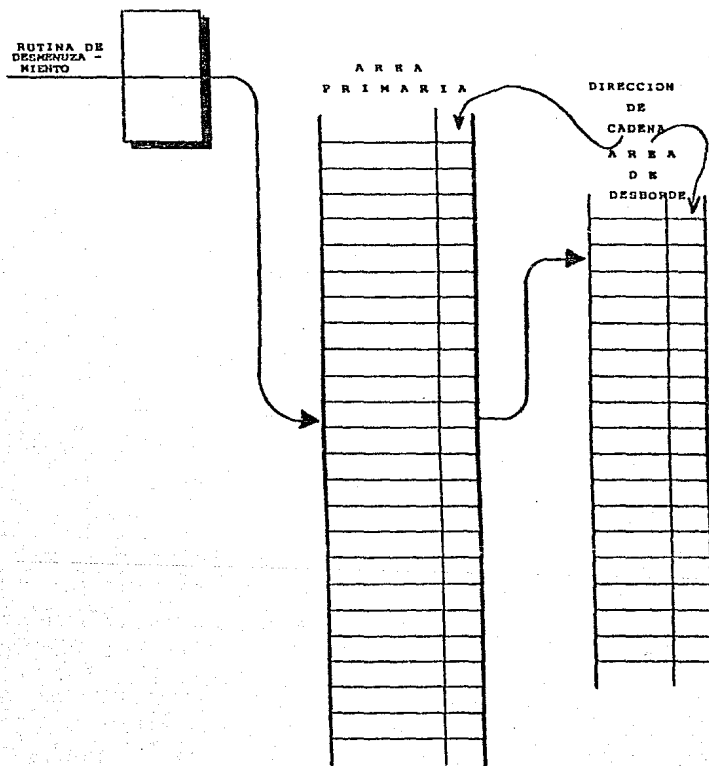 RUTINA DE
DESMENUZA -
MIENTO
A R E A
P R I M A R I A
DIRECCION
DE
CADENA
A R E A
D E
DESBORDE